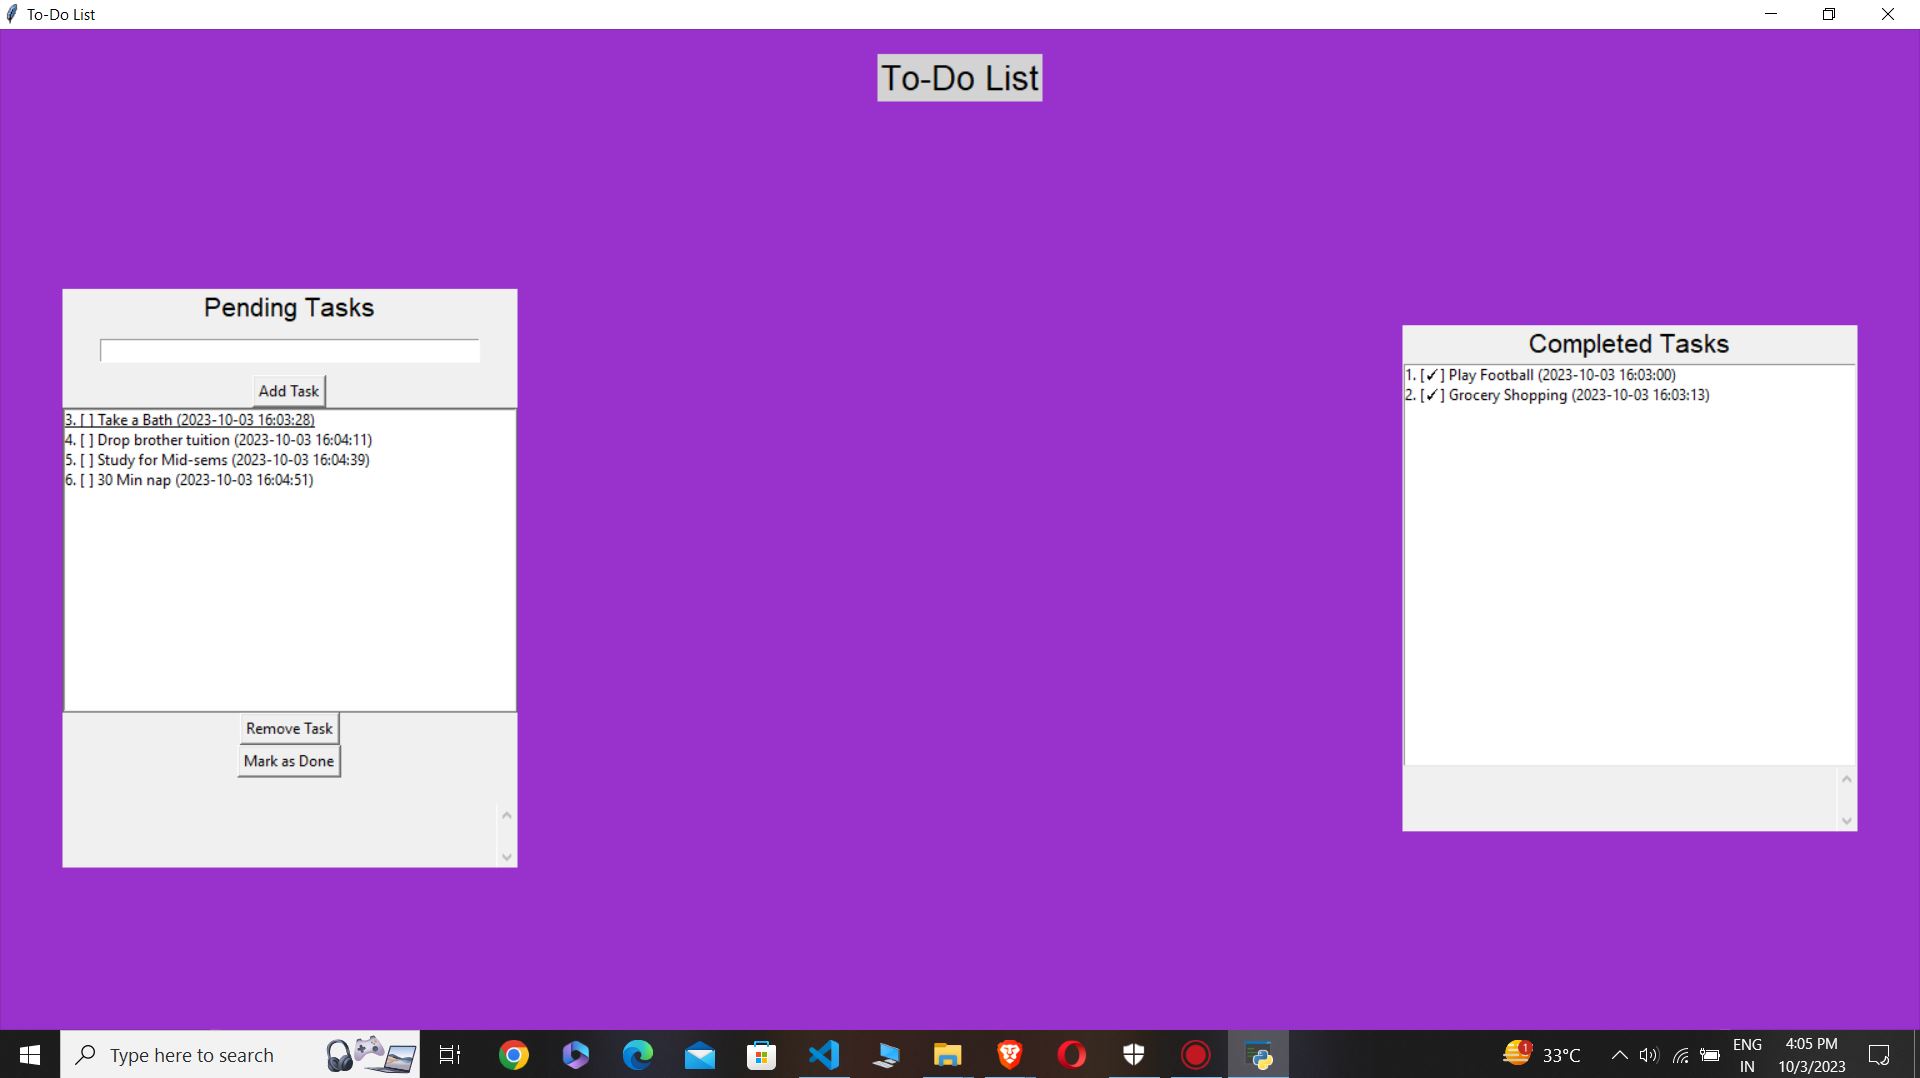 To-Do List
To-Do List
Pending Tasks
Add Task
3. [ ] Take a Bath (2023-10-03 16:03:28)
4. [ ] Drop brother tuition (2023-10-03 16:04:11)
5. [ ] Study for Mid-sems (2023-10-03 16:04:39)
6. [ ] 30 Min nap (2023-10-03 16:04:51)
Remove Task
Mark as Done
Completed Tasks
1. [✓] Play Football (2023-10-03 16:03:00)
2. [✓] Grocery Shopping (2023-10-03 16:03:13)
Type here to search
1
33°C
ENG
IN
4:05 PM
10/3/2023